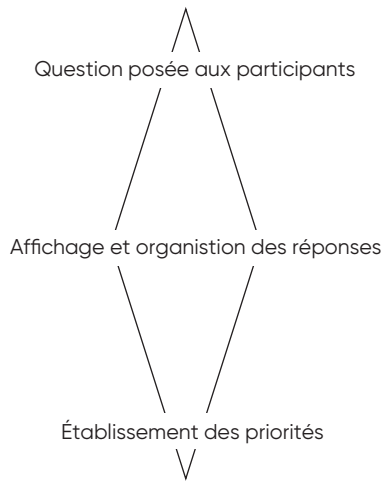 Question posée aux participants
Affichage et organistion des réponses
Établissement des priorités